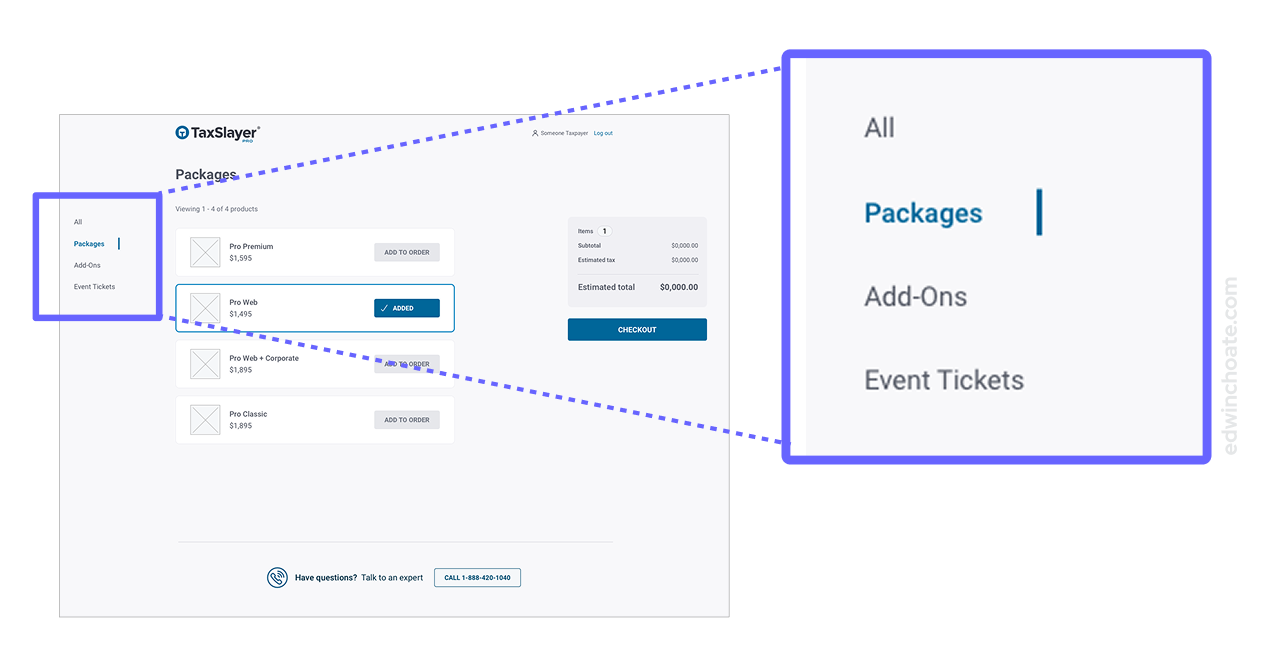 TaxSlayer®
PRO
Someone Taxpayer Log out
Packages
Viewing 1 - 4 of 4 products
All
Packages
Add-Ons
Event Tickets
Pro Premium
$1,595
ADD TO ORDER
Pro Web
$1,495
ADDED
Pro Web + Corporate
$1,895
ADD TO ORDER
Pro Classic
$1,895
ADD TO ORDER
Items 1
Subtotal $0,000.00
Estimated tax $0,000.00
Estimated total $0,000.00
CHECKOUT
Have questions? Talk to an expert
CALL 1-888-420-1040
All
Packages
Add-Ons
Event Tickets
edwinchoate.com